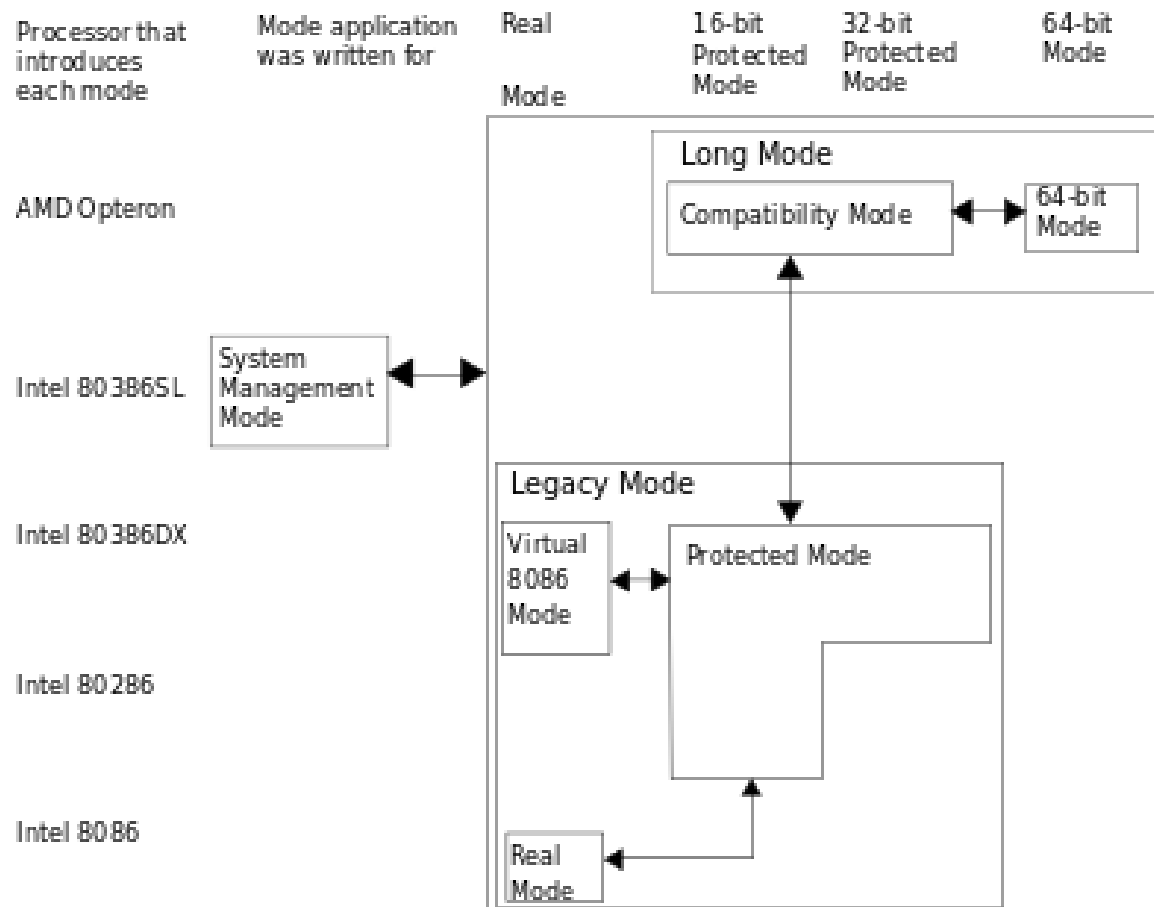 Processor that
introduces
each mode
Mode application
was written for
Real
Mode
16-bit
Protected
Mode
32-bit
Protected
Mode
64-bit
Mode
Long Mode
AMD Opteron
Compatibility Mode
64-bit
Mode
Intel 80386SL
System
Management
Mode
Legacy Mode
Intel 80386DX
Virtual
8086
Mode
Protected Mode
Intel 80286
Intel 8086
Real
Mode